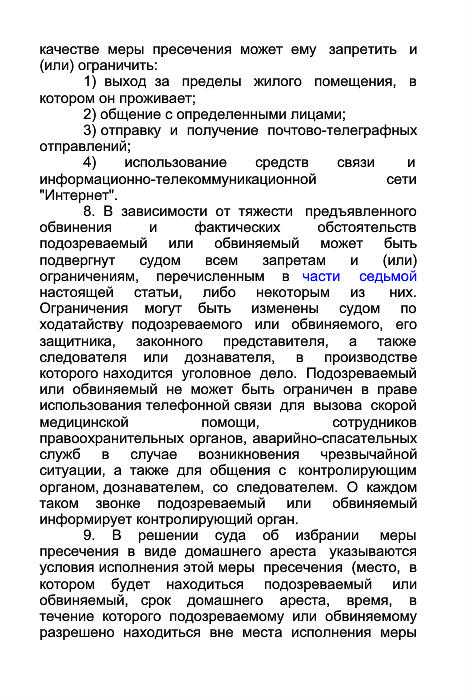 качестве меры пресечения может ему запретить и
(или) ограничить:
1) выход за пределы жилого помещения, в
котором он проживает;
2) общение с определенными лицами;
3) отправку и получение почтово-телеграфных
отправлений;
4) использование средств связи и
информационно-телекоммуникационной сети
"Интернет".
8. В зависимости от тяжести предъявленного
обвинения и фактических обстоятельств
подозреваемый или обвиняемый может быть
подвергнут судом всем запретам и (или)
ограничениям, перечисленным в части седьмой
настоящей статьи, либо некоторым из них.
Ограничения могут быть изменены судом по
ходатайству подозреваемого или обвиняемого, его
защитника, законного представителя, а также
следователя или дознавателя, в производстве
которого находится уголовное дело. Подозреваемый
или обвиняемый не может быть ограничен в праве
использования телефонной связи для вызова скорой
медицинской помощи, сотрудников
правоохранительных органов, аварийно-спасательных
служб в случае возникновения чрезвычайной
ситуации, а также для общения с контролирующим
органом, дознавателем, со следователем. О каждом
таком звонке подозреваемый или обвиняемый
информирует контролирующий орган.
9. В решении суда об избрании меры
пресечения в виде домашнего ареста указываются
условия исполнения этой меры пресечения (место, в
котором будет находиться подозреваемый или
обвиняемый, срок домашнего ареста, время, в
течение которого подозреваемому или обвиняемому
разрешено находиться вне места исполнения меры